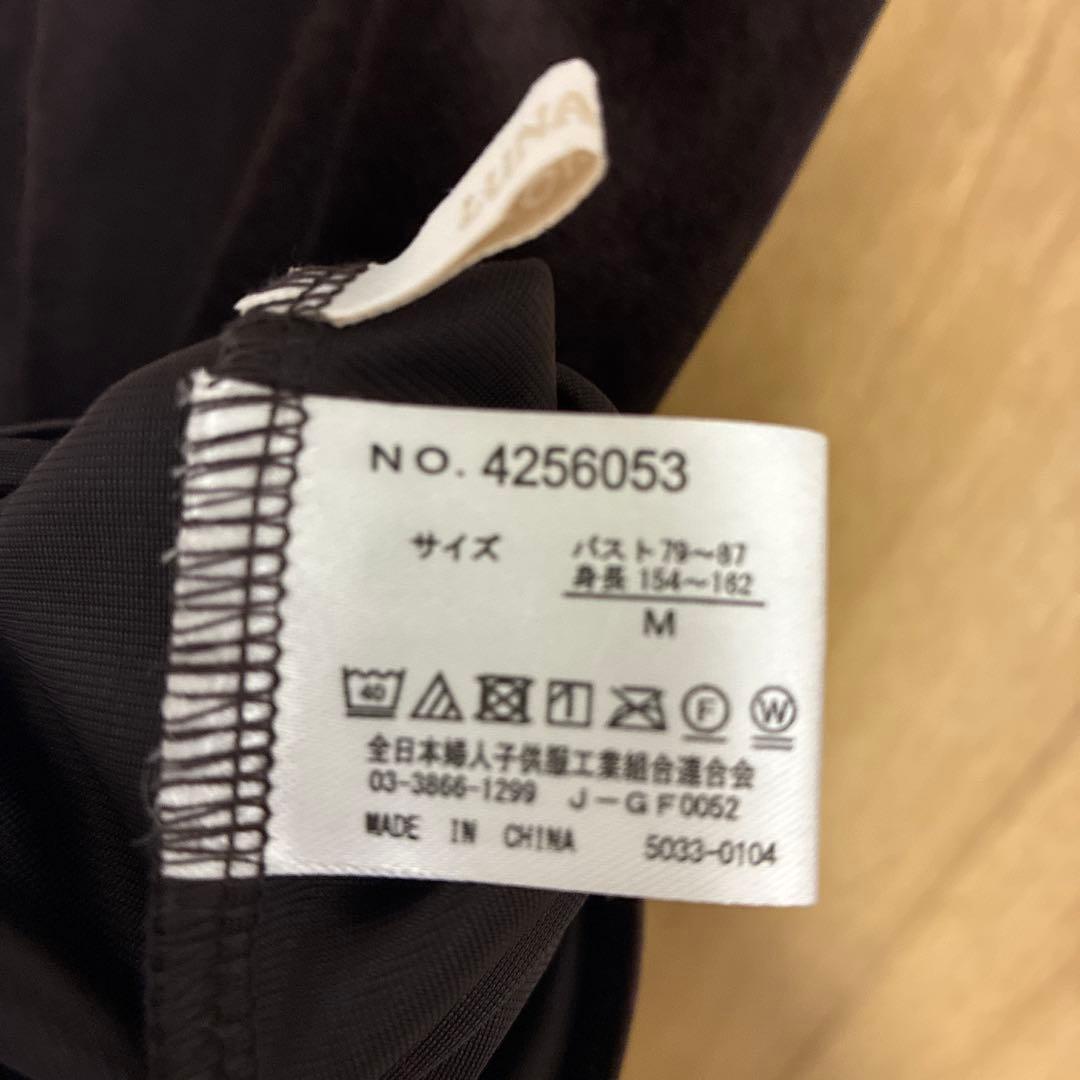 LUNA
NO. 4256053
サイズ
バスト79〜87
身長 154〜162
M
40
F
W
全日本婦人子供服工業組合連合会
03-3866-1299 J-GF0052
MADE IN CHINA 5033-0104